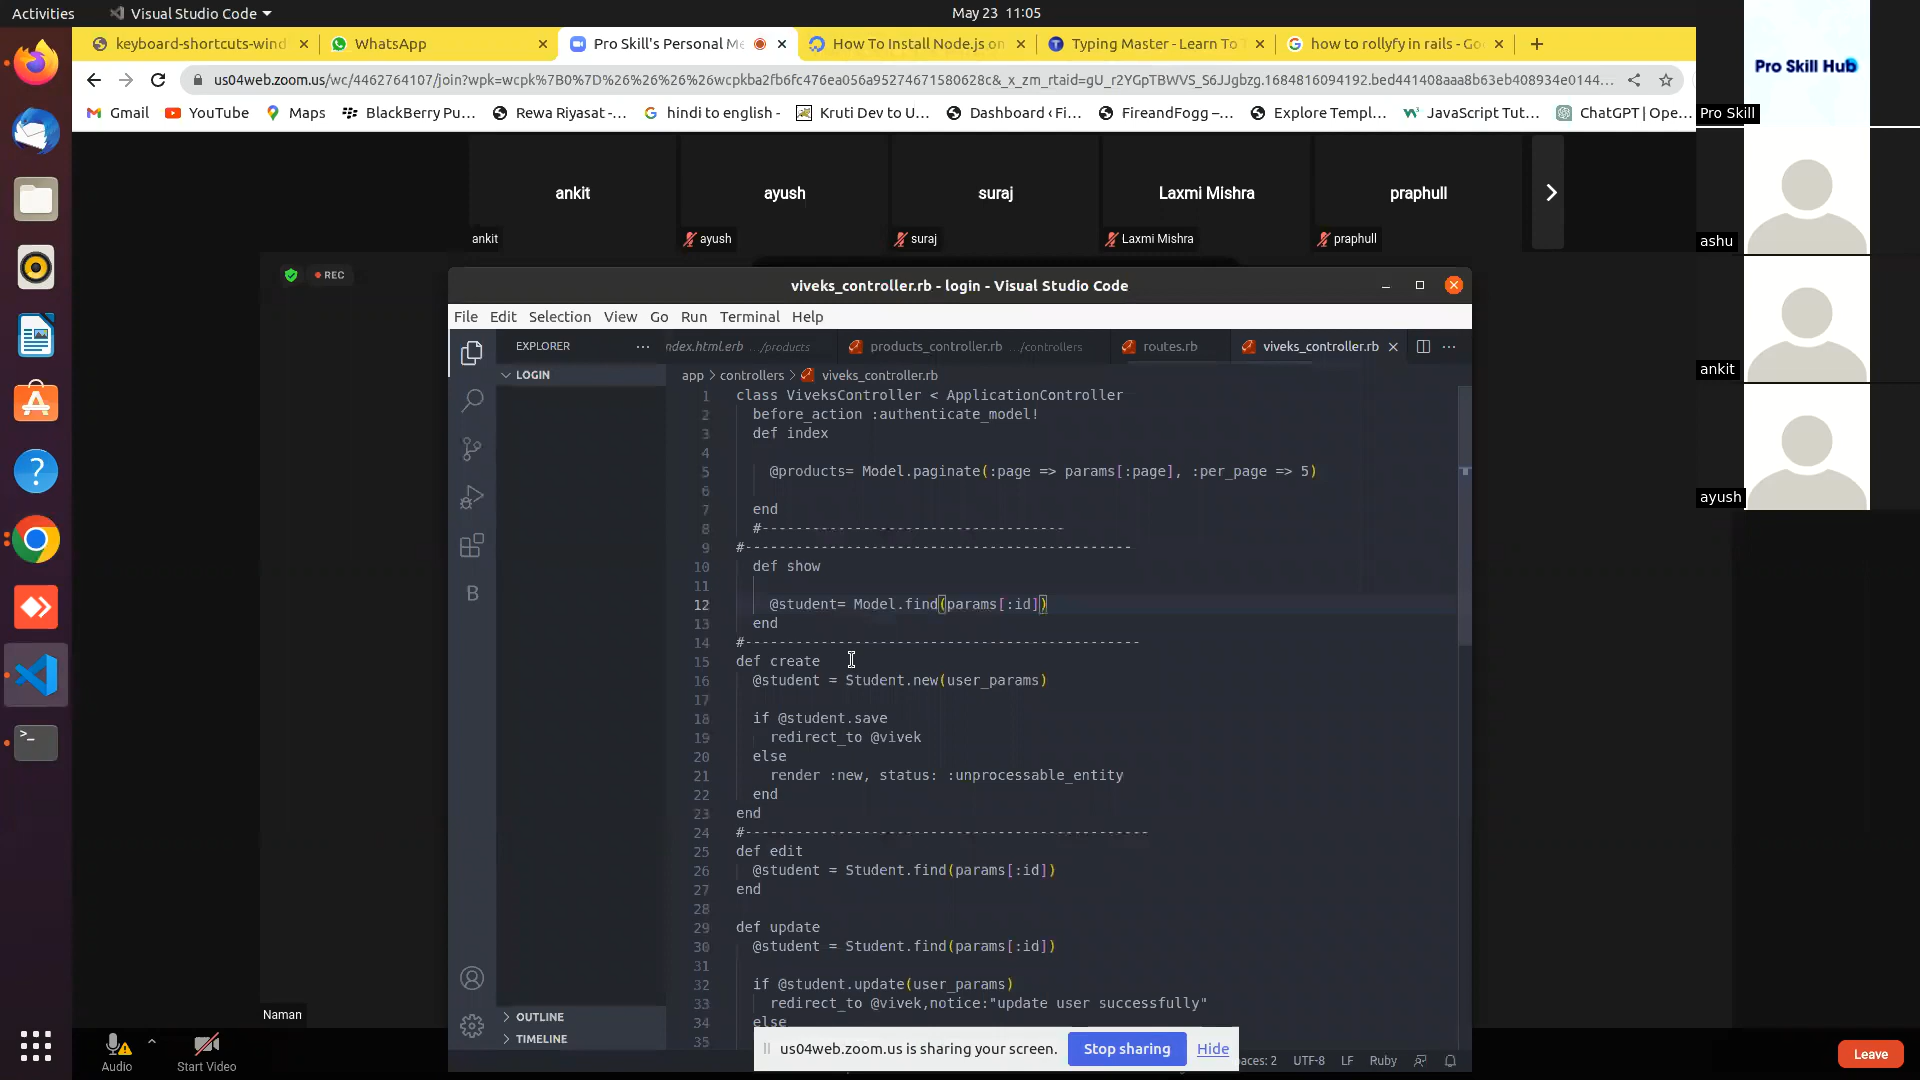 Activities
Visual Studio Code
May 23 11:05
keyboard-shortcuts-wind
WhatsApp
Pro Skill's Personal Me
How To Install Node.js on
Typing Master - Learn To T
how to rollyfy in rails - Go
us04web.zoom.us/wc/4462764107/join?wpk=wcpk%7B0%7D%26%26%26%26wcpkba2fb6fc476ea056a95274671580628c&_x_zm_rtaid=gU_r2YGpTBWVS_S6JJgbzg.1684816094192.bed441408aaa8b63eb408934e0144...
Gmail
YouTube
Maps
BlackBerry Pu...
Rewa Riyasat -...
hindi to english -
Kruti Dev to U...
Dashboard ‹ Fi...
FireandFogg –...
Explore Templ...
JavaScript Tut...
ChatGPT | Ope...
Pro Skill Hub
Pro Skill
ankit
ayush
suraj
Laxmi Mishra
praphull
ankit
ayush
suraj
Laxmi Mishra
praphull
ashu
ankit
ayush
REC
viveks_controller.rb - login - Visual Studio Code
File Edit Selection View Go Run Terminal Help
EXPLORER
ndex.html.erb .../products
products_controller.rb .../controllers
routes.rb
viveks_controller.rb
LOGIN
app > controllers > viveks_controller.rb
1 class ViveksController < ApplicationController
2 before_action :authenticate_model!
3 def index
4
5 @products= Model.paginate(:page => params[:page], :per_page => 5)
6
7 end
8 #------------------------------------
9 #----------------------------------------------
10 def show
11
12 @student= Model.find(params[:id])
13 end
14 #-----------------------------------------------
15 def create
16 @student = Student.new(user_params)
17
18 if @student.save
19 redirect_to @vivek
20 else
21 render :new, status: :unprocessable_entity
22 end
23 end
24 #------------------------------------------------
25 def edit
26 @student = Student.find(params[:id])
27 end
28
29 def update
30 @student = Student.find(params[:id])
31
32 if @student.update(user_params)
33 redirect_to @vivek,notice:"update user successfully"
34 else
35
OUTLINE
TIMELINE
Naman
us04web.zoom.us is sharing your screen.
Stop sharing
Hide
aces: 2
UTF-8
LF
Ruby
Audio
Start Video
Leave